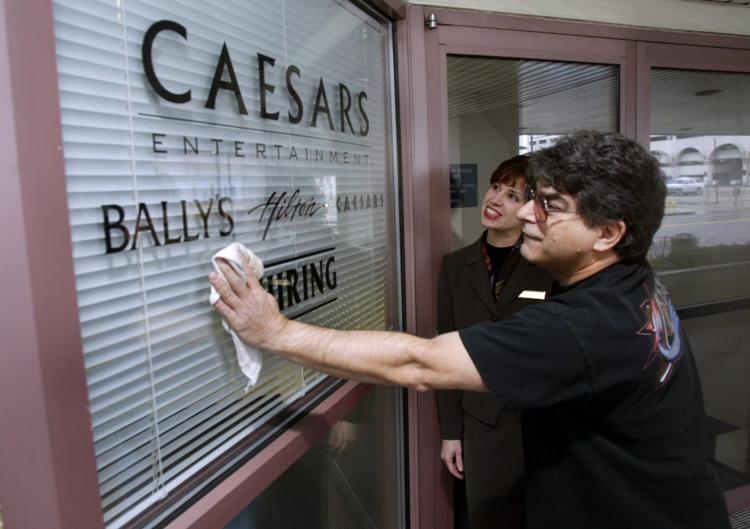 CAESARS
ENTERTAINMENT
BALLY'S Hilton CAESARS
HIRING